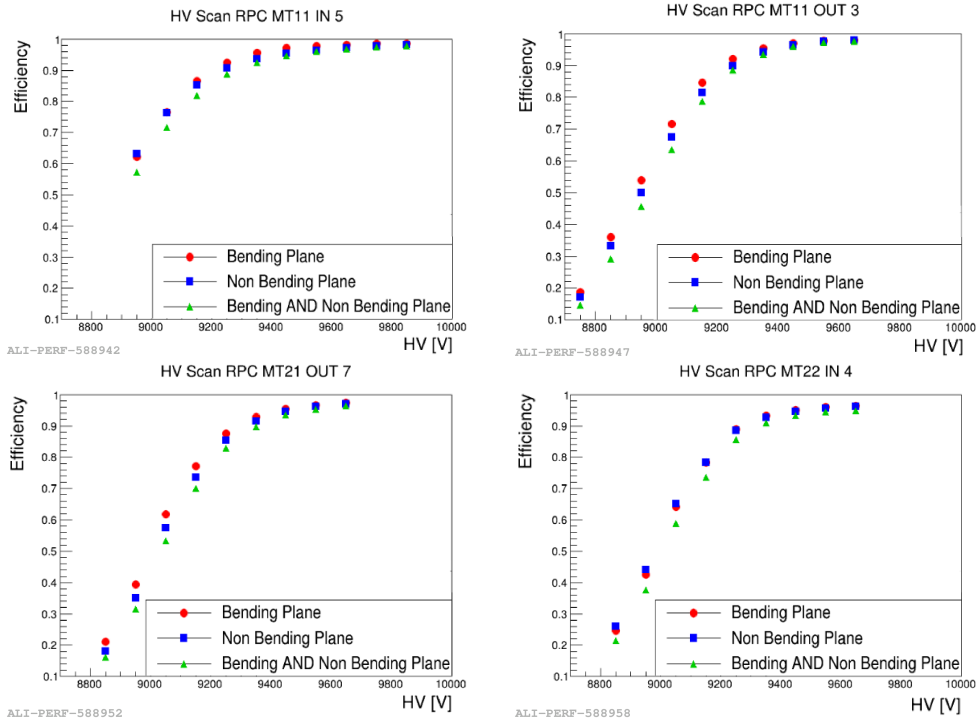 HV Scan RPC MT11 IN 5
Efficiency
1
0.9
0.8
0.7
0.6
0.5
0.4
0.3
0.2
0.1
Bending Plane
Non Bending Plane
Bending AND Non Bending Plane
8800 9000 9200 9400 9600 9800 10000
HV [V]
ALI-PERF-588942
HV Scan RPC MT11 OUT 3
Efficiency
1
0.9
0.8
0.7
0.6
0.5
0.4
0.3
0.2
0.1
Bending Plane
Non Bending Plane
Bending AND Non Bending Plane
8800 9000 9200 9400 9600 9800 10000
HV [V]
ALI-PERF-588947
HV Scan RPC MT21 OUT 7
Efficiency
1
0.9
0.8
0.7
0.6
0.5
0.4
0.3
0.2
0.1
Bending Plane
Non Bending Plane
Bending AND Non Bending Plane
8800 9000 9200 9400 9600 9800 10000
HV [V]
ALI-PERF-588952
HV Scan RPC MT22 IN 4
Efficiency
1
0.9
0.8
0.7
0.6
0.5
0.4
0.3
0.2
0.1
Bending Plane
Non Bending Plane
Bending AND Non Bending Plane
8800 9000 9200 9400 9600 9800 10000
HV [V]
ALI-PERF-588958